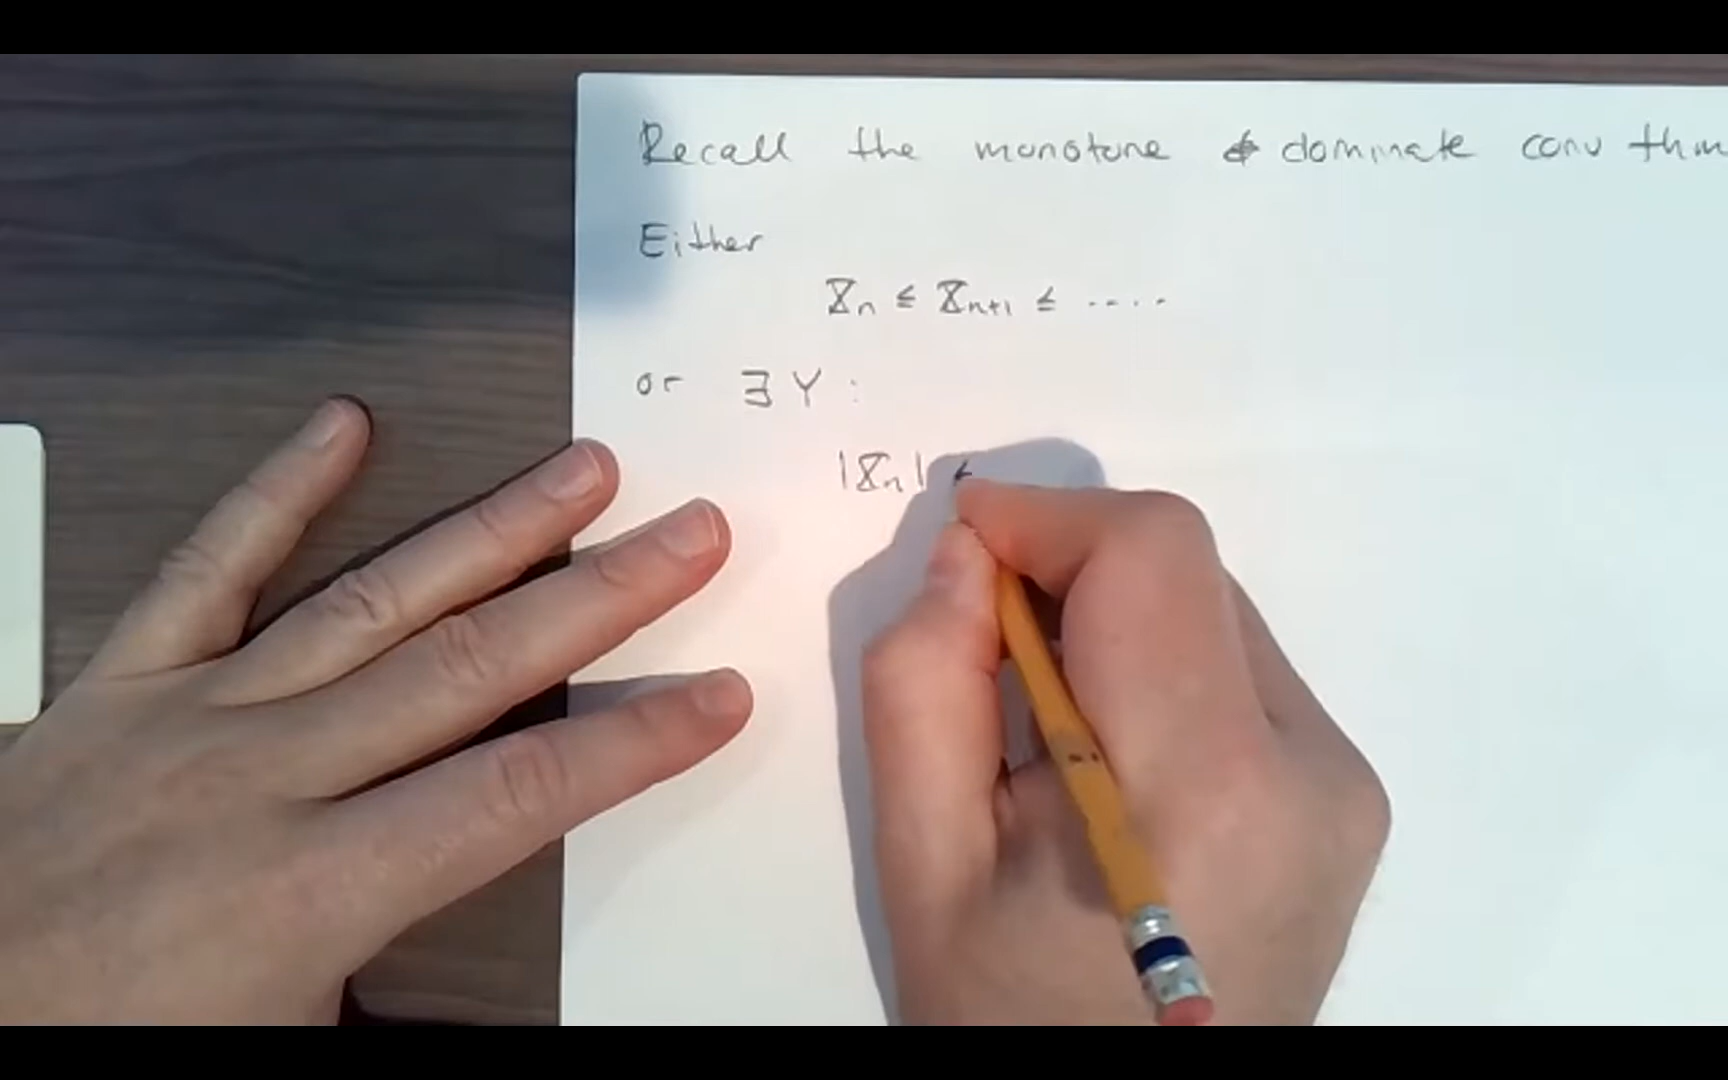 Recall the monotone & dominate conv thm
Either
X_n ≤ X_{n+1} ≤ ....
or ∃ Y :
|X_n| ≤